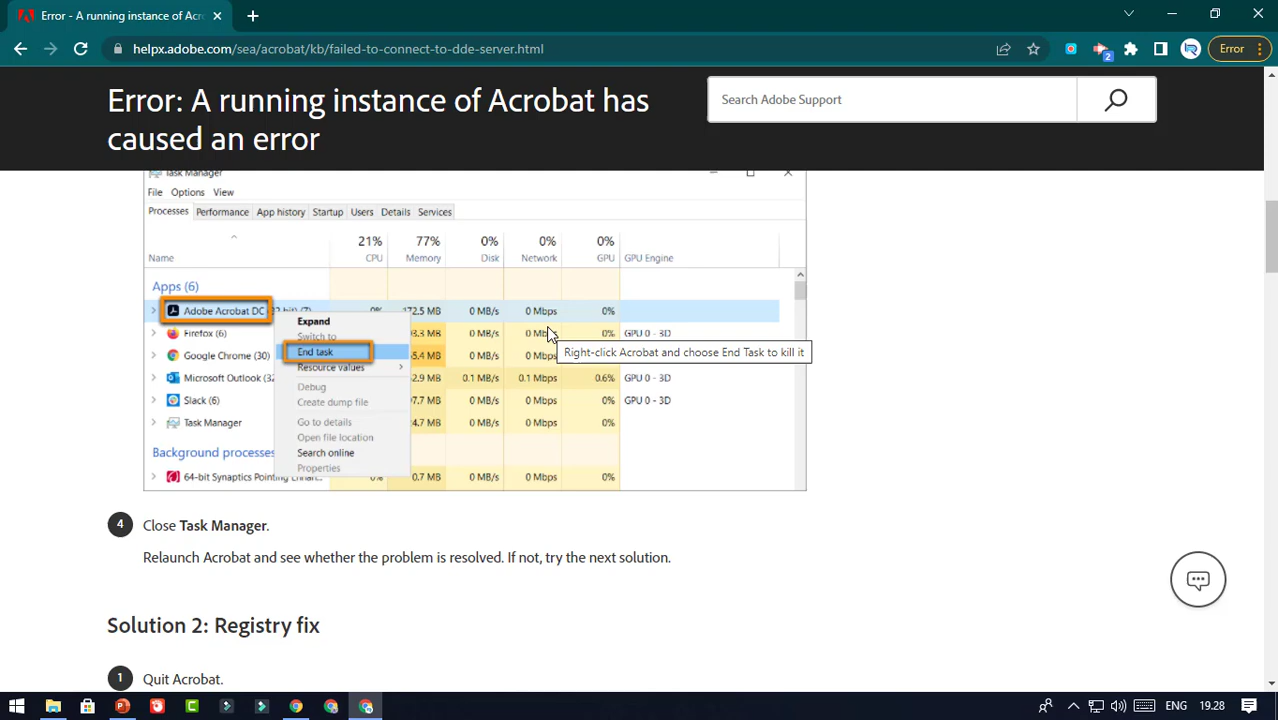 Error - A running instance of Acr
helpx.adobe.com/sea/acrobat/kb/failed-to-connect-to-dde-server.html
2
Error
Error: A running instance of Acrobat has
caused an error
Search Adobe Support
Task Manager
File Options View
Processes Performance App history Startup Users Details Services
21% 77% 0% 0% 0%
Name CPU Memory Disk Network GPU GPU Engine
Apps (6)
Adobe Acrobat DC (32 bit) (7) 0% 172.5 MB 0 MB/s 0 Mbps 0%
Expand
Firefox (6) 0 MB/s 0% GPU 0 - 3D
Switch to
End task
Right-click Acrobat and choose End Task to kill it
Google Chrome (30) 0 MB/s 0 Mbps
Resource values
Microsoft Outlook 0.1 MB/s 0.1 Mbps 0.6% GPU 0 - 3D
Debug
Slack (6) 0 MB/s 0 Mbps 0% GPU 0 - 3D
Create dump file
Task Manager 0 MB/s 0 Mbps 0%
Go to details
Open file location
Background processes
Search online
Properties
64-bit Synaptics Pointing Enhan... 0% 0.7 MB 0 MB/s 0 Mbps 0%
4 Close Task Manager.
Relaunch Acrobat and see whether the problem is resolved. If not, try the next solution.
Solution 2: Registry fix
1 Quit Acrobat.
ENG 19.28